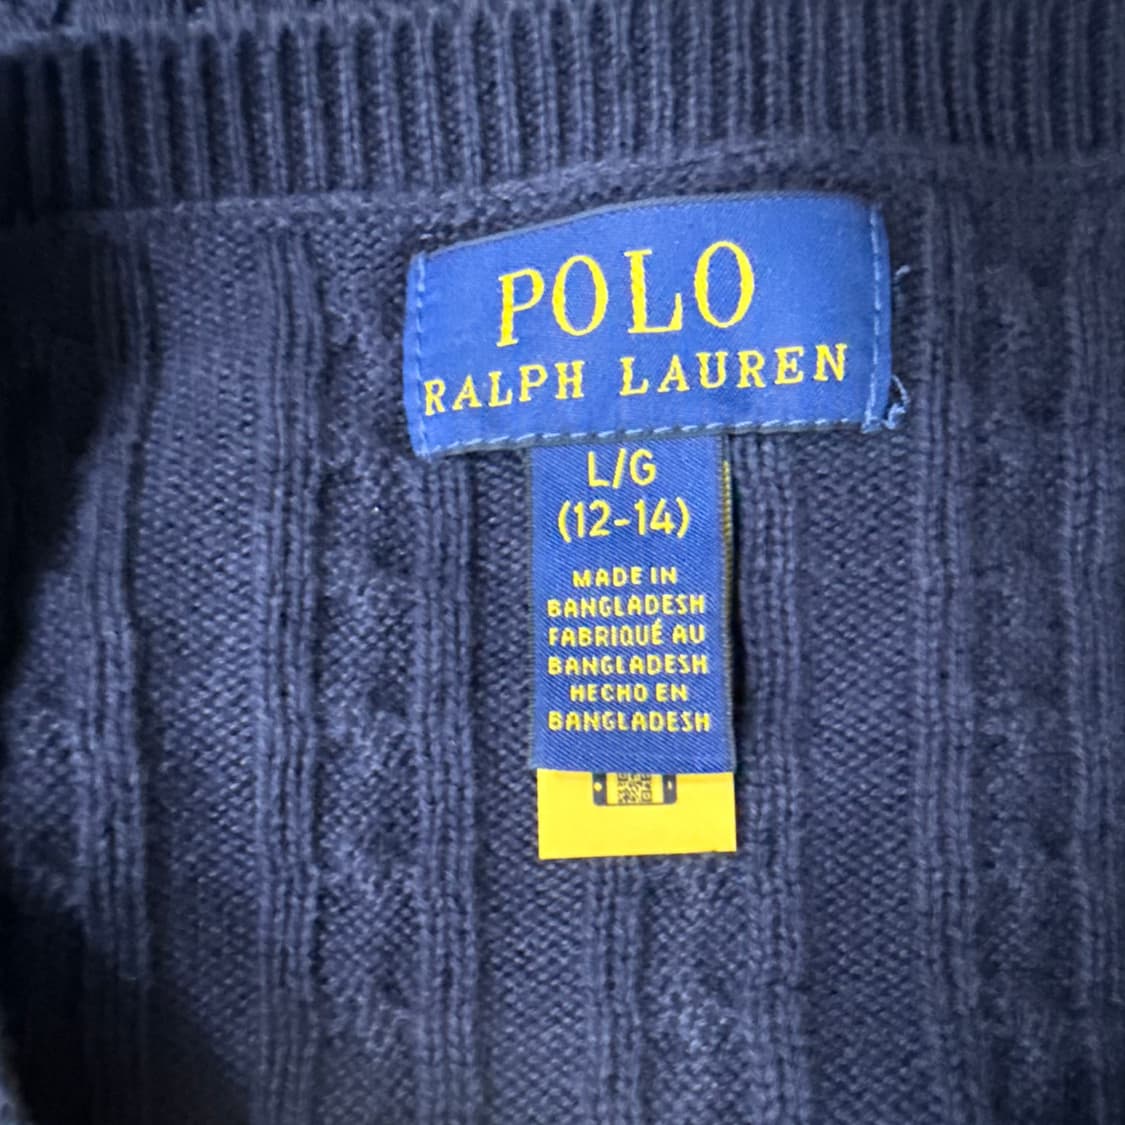 POLO
RALPH LAUREN
L/G
(12-14)
MADE IN
BANGLADESH
FABRIQUÉ AU
BANGLADESH
HECHO EN
BANGLADESH